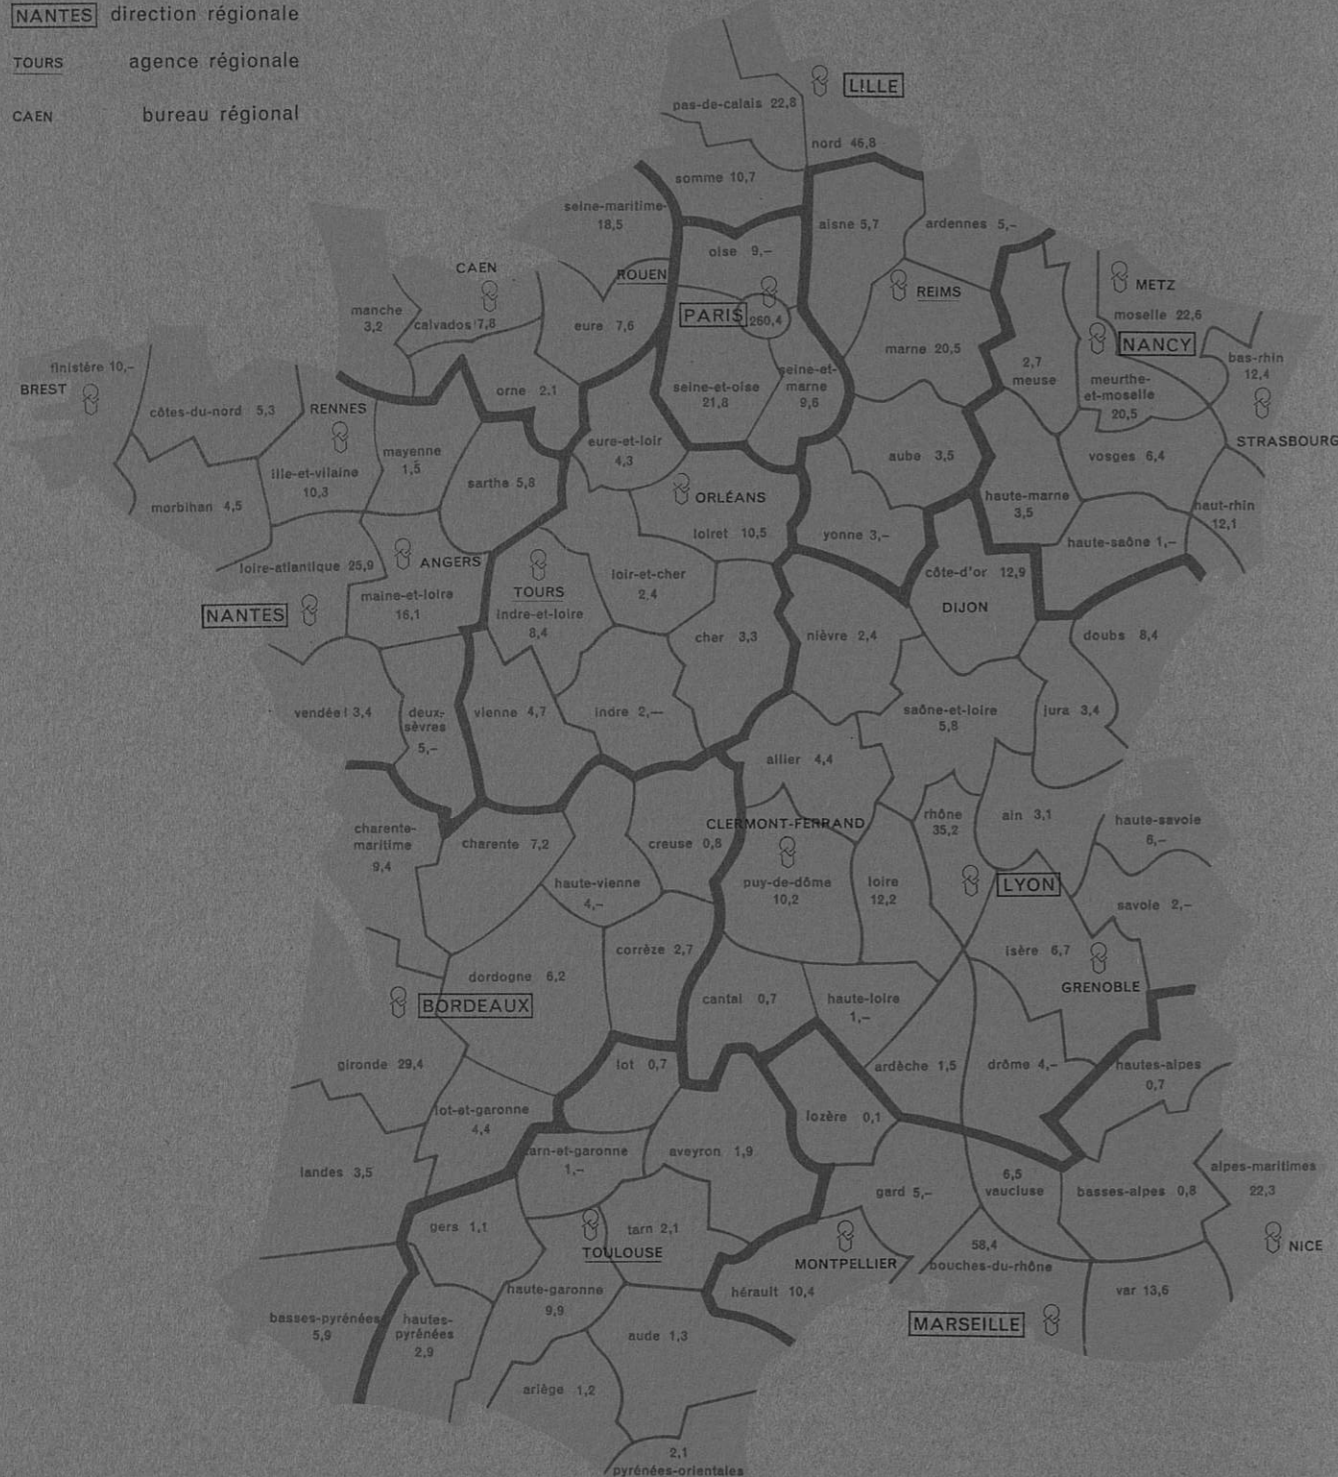 NANTES direction régionale
TOURS agence régionale
CAEN bureau régional
LILLE
pas-de-calais 22,8
nord 46,8
somme 10,7
seine-maritime
18,5
aisne 5,7
ardennes 5,-
oise 9,-
CAEN
ROUEN
REIMS
METZ
manche
3,2
calvados 7,8
eure 7,6
PARIS
260,4
marne 20,5
moselle 22,6
NANCY
bas-rhin
12,4
2,7
meuse
meurthe-
et-moselle
20,5
finistère 10,-
BREST
côtes-du-nord 5,3
RENNES
orne 2,1
seine-et-oise
21,8
seine-et-
marne
9,6
STRASBOURG
ille-et-vilaine
10,3
mayenne
1,5
sarthe 5,8
eure-et-loir
4,3
aube 3,5
vosges 6,4
morbihan 4,5
ORLÉANS
loiret 10,5
yonne 3,-
haute-marne
3,5
haut-rhin
12,1
haute-saône 1,-
loire-atlantique 25,9
ANGERS
maine-et-loire
16,1
TOURS
indre-et-loire
8,4
loir-et-cher
2,4
côte-d'or 12,9
DIJON
NANTES
cher 3,3
nièvre 2,4
doubs 8,4
vendée 3,4
deux-
sèvres
5,-
vienne 4,7
indre 2,-
saône-et-loire
5,8
jura 3,4
allier 4,4
charente-
maritime
9,4
charente 7,2
creuse 0,8
CLERMONT-FERRAND
rhône
35,2
ain 3,1
haute-savoie
6,-
haute-vienne
4,-
puy-de-dôme
10,2
loire
12,2
LYON
savoie 2,-
corrèze 2,7
isère 6,7
GRENOBLE
dordogne 6,2
BORDEAUX
cantal 0,7
haute-loire
1,-
gironde 29,4
lot 0,7
ardèche 1,5
drôme 4,-
hautes-alpes
0,7
lot-et-garonne
4,4
lozère 0,1
tarn-et-garonne
1,-
aveyron 1,9
landes 3,5
gard 5,-
6,5
vaucluse
basses-alpes 0,8
alpes-maritimes
22,3
gers 1,1
TOULOUSE
tarn 2,1
MONTPELLIER
58,4
bouches-du-rhône
NICE
haute-garonne
9,9
hérault 10,4
var 13,6
basses-pyrénées
5,9
hautes-
pyrénées
2,9
aude 1,3
MARSEILLE
ariège 1,2
2,1
pyrénées-orientales